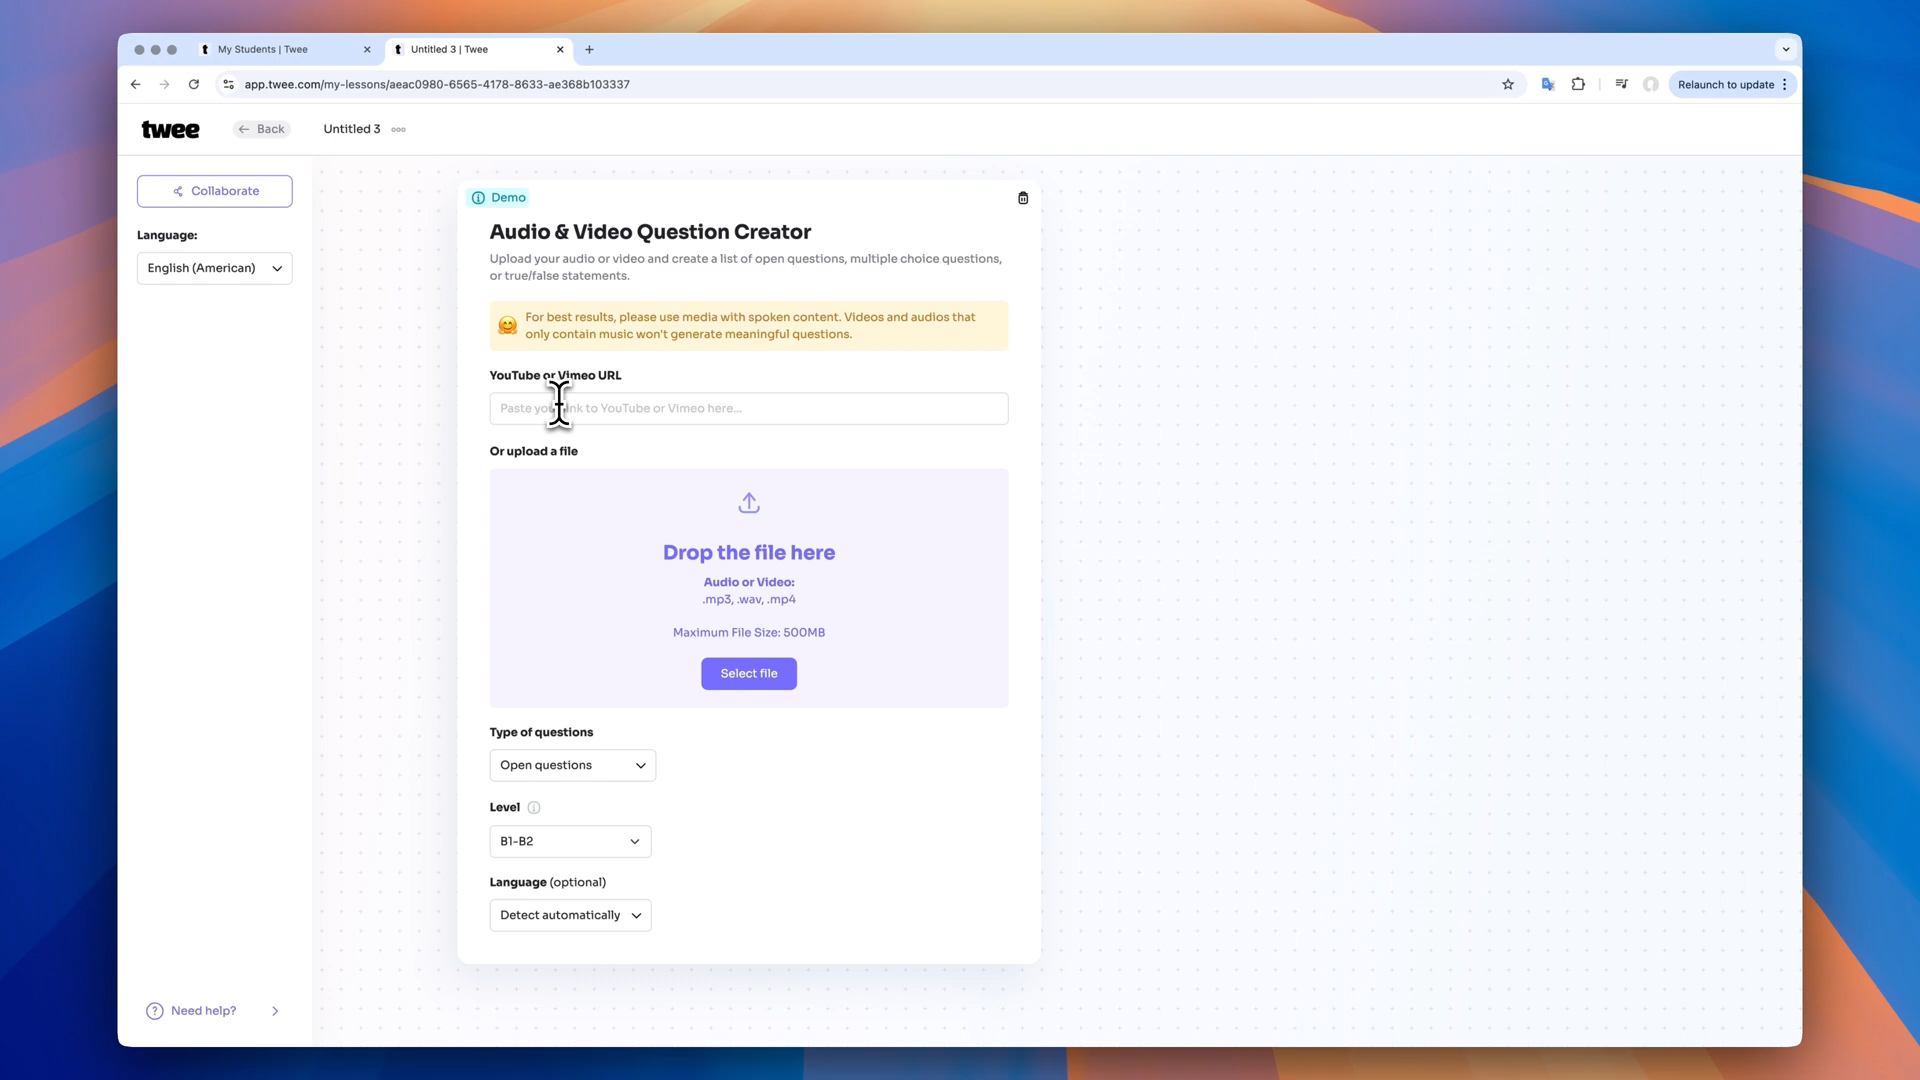 My Students | Twee
Untitled 3 | Twee
app.twee.com/my-lessons/aeac0980-6565-4178-8633-ae368b103337
Relaunch to update
twee
Back
Untitled 3
Collaborate
Language:
English (American)
Demo
Audio & Video Question Creator
Upload your audio or video and create a list of open questions, multiple choice questions,
or true/false statements.
For best results, please use media with spoken content. Videos and audios that
only contain music won't generate meaningful questions.
YouTube or Vimeo URL
Paste your link to YouTube or Vimeo here...
Or upload a file
Drop the file here
Audio or Video:
.mp3, .wav, .mp4
Maximum File Size: 500MB
Select file
Type of questions
Open questions
Level
B1-B2
Language (optional)
Detect automatically
Need help?